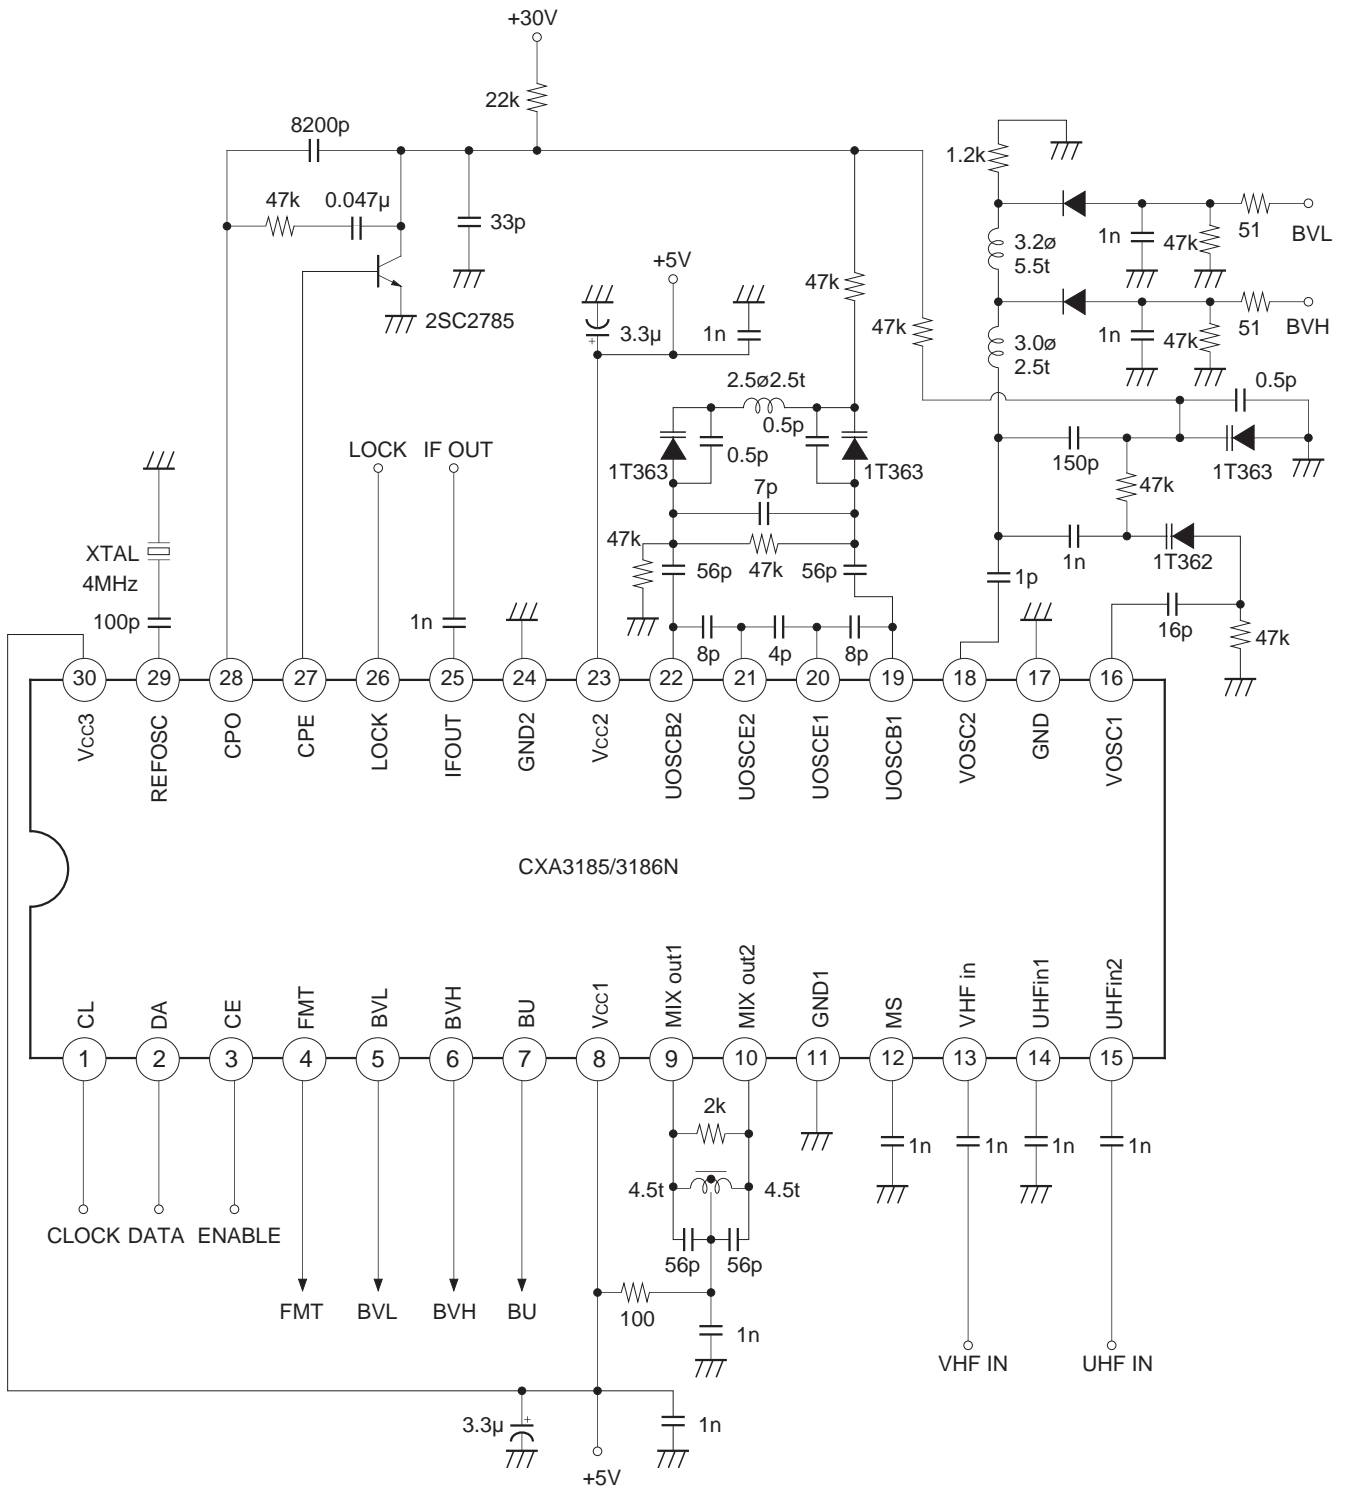 +30V
22k
8200p
1.2k
47k
0.047µ
33p
51
1n
47k
BVL
3.2ø
5.5t
+5V
47k
2SC2785
3.3µ
1n
47k
51
1n
47k
BVH
3.0ø
2.5t
2.5ø2.5t
0.5p
0.5p
LOCK
IF OUT
0.5p
1T363
1T363
150p
1T363
7p
47k
XTAL
4MHz
47k
56p
47k
56p
1n
1T362
1p
100p
1n
16p
47k
8p
4p
8p
30
29
28
27
26
25
24
23
22
21
20
19
18
17
16
Vcc3
REFOSC
CPO
CPE
LOCK
IFOUT
GND2
Vcc2
UOSCB2
UOSCE2
UOSCE1
UOSCB1
VOSC2
GND
VOSC1
CXA3185/3186N
CL
DA
CE
FMT
BVL
BVH
BU
Vcc1
MIX out1
MIX out2
GND1
MS
VHF in
UHFin1
UHFin2
1
2
3
4
5
6
7
8
9
10
11
12
13
14
15
2k
1n
1n
1n
1n
4.5t
4.5t
CLOCK
DATA
ENABLE
56p
56p
FMT
BVL
BVH
BU
100
1n
VHF IN
UHF IN
3.3µ
1n
+5V